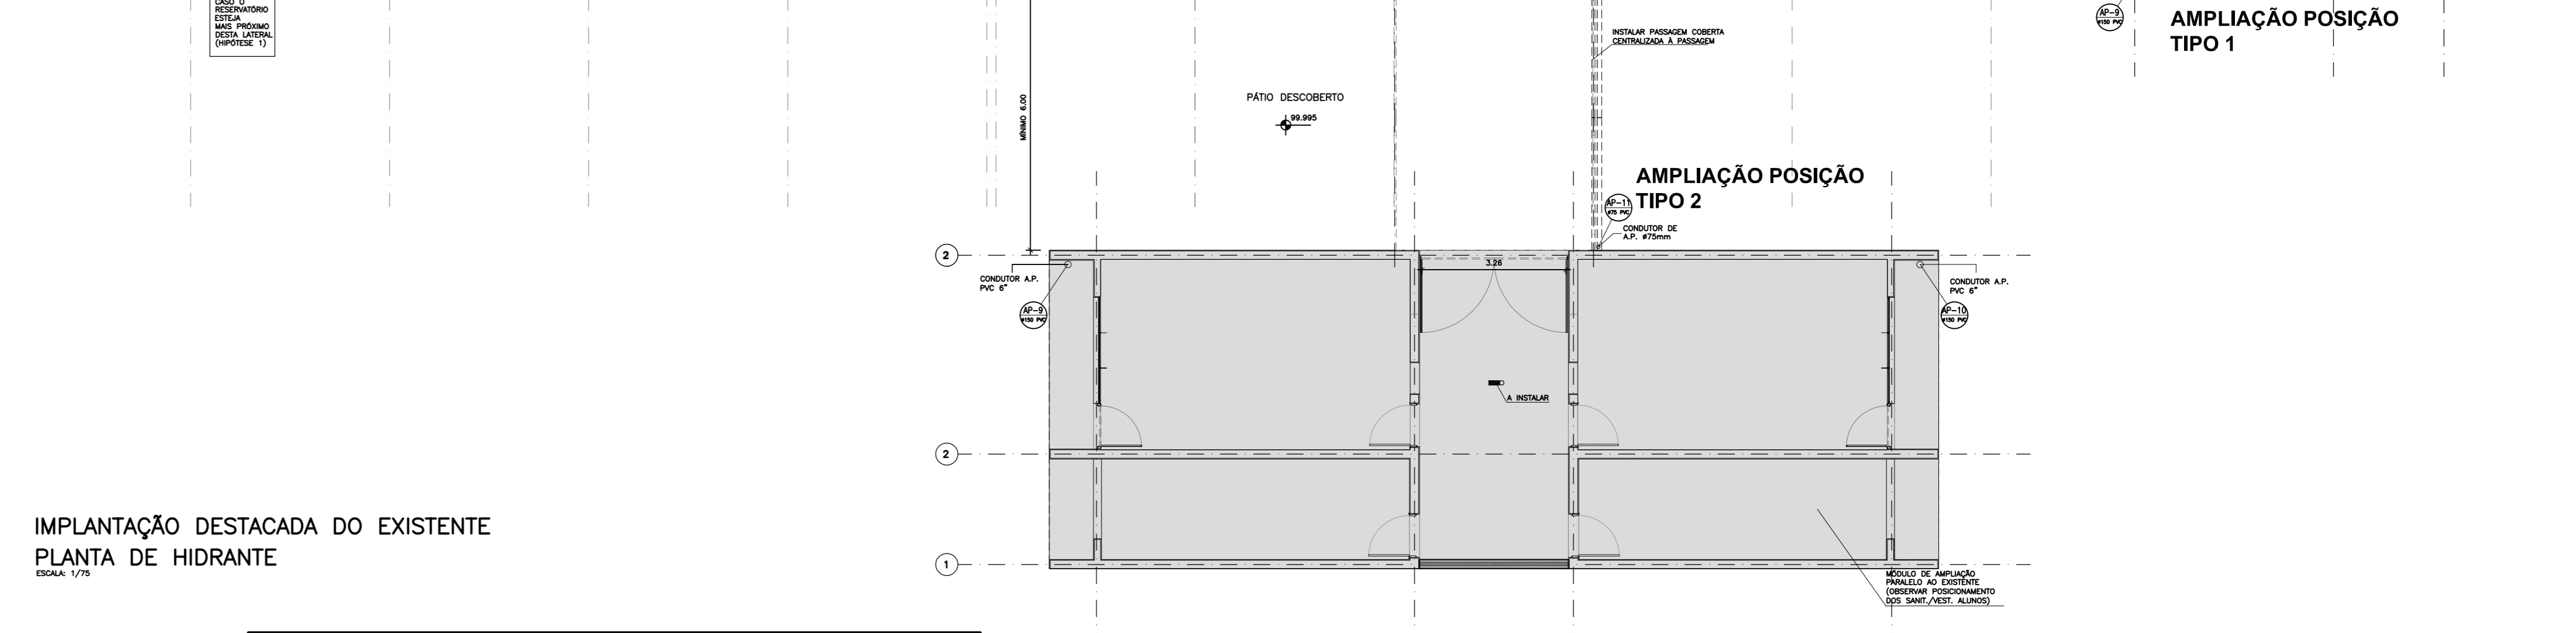 CASO O
RESERVATÓRIO
ESTEJA
MAIS PRÓXIMO
DESTA LATERAL
(HIPÓTESE 1)
MÍNIMO 6.00
PÁTIO DESCOBERTO
99.995
INSTALAR PASSAGEM COBERTA
CENTRALIZADA À PASSAGEM
AP-9
ø150 PVC
AMPLIAÇÃO POSIÇÃO
TIPO 1
AMPLIAÇÃO POSIÇÃO
TIPO 2
AP-11
ø75 PVC
CONDUTOR DE
A.P. ø75mm
2
3.26
CONDUTOR A.P.
PVC 6"
AP-9
ø150 PVC
CONDUTOR A.P.
PVC 6"
AP-10
ø150 PVC
A INSTALAR
2
1
MÓDULO DE AMPLIAÇÃO
PARALELO AO EXISTENTE
(OBSERVAR POSICIONAMENTO
DOS SANIT./VEST. ALUNOS)
IMPLANTAÇÃO DESTACADA DO EXISTENTE
PLANTA DE HIDRANTE
ESCALA: 1/75